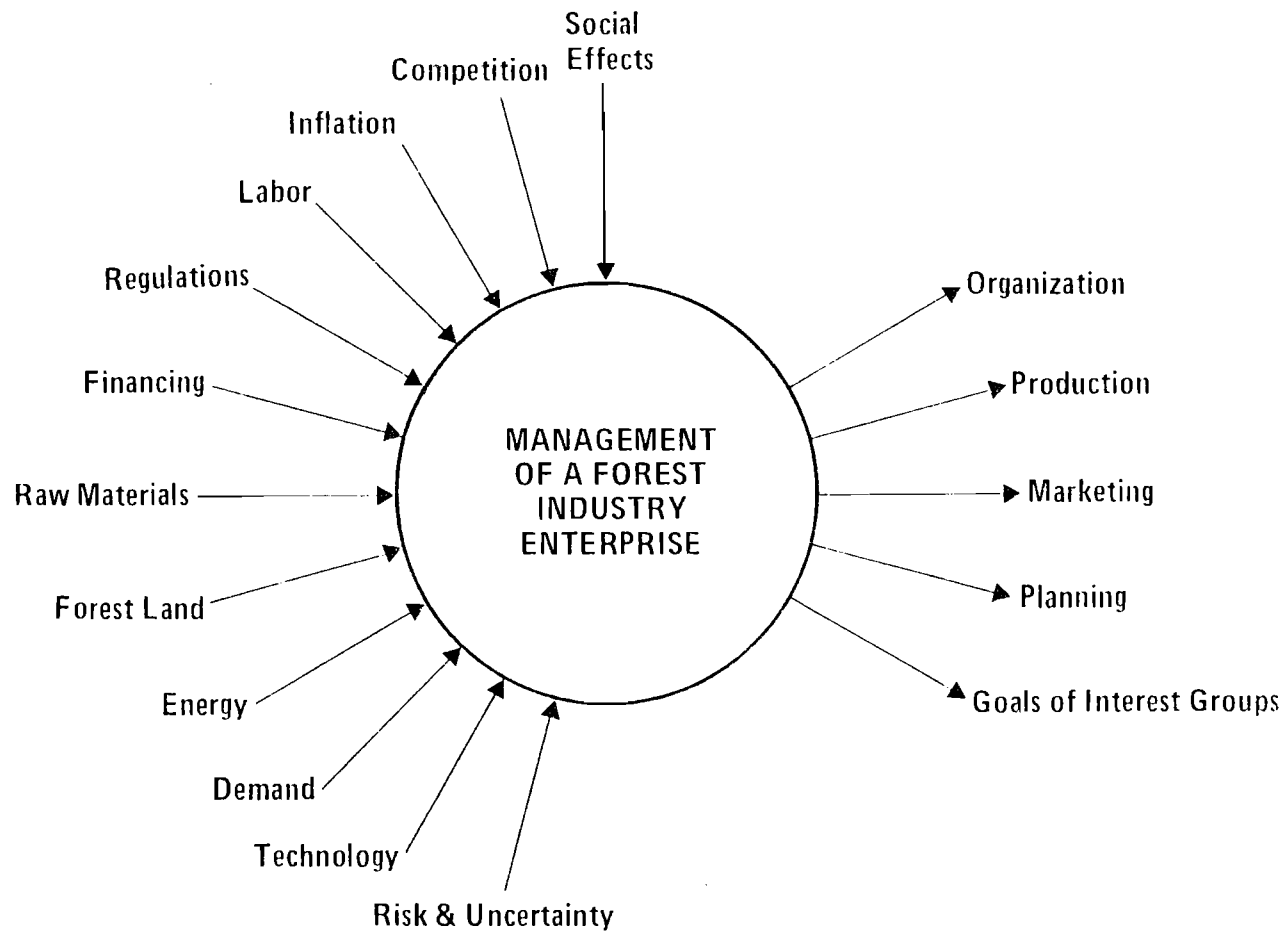 Social
Effects
Competition
Inflation
Labor
Regulations
Financing
Raw Materials
Forest Land
Energy
Demand
Technology
Risk & Uncertainty
MANAGEMENT
OF A FOREST
INDUSTRY
ENTERPRISE
Organization
Production
Marketing
Planning
Goals of Interest Groups